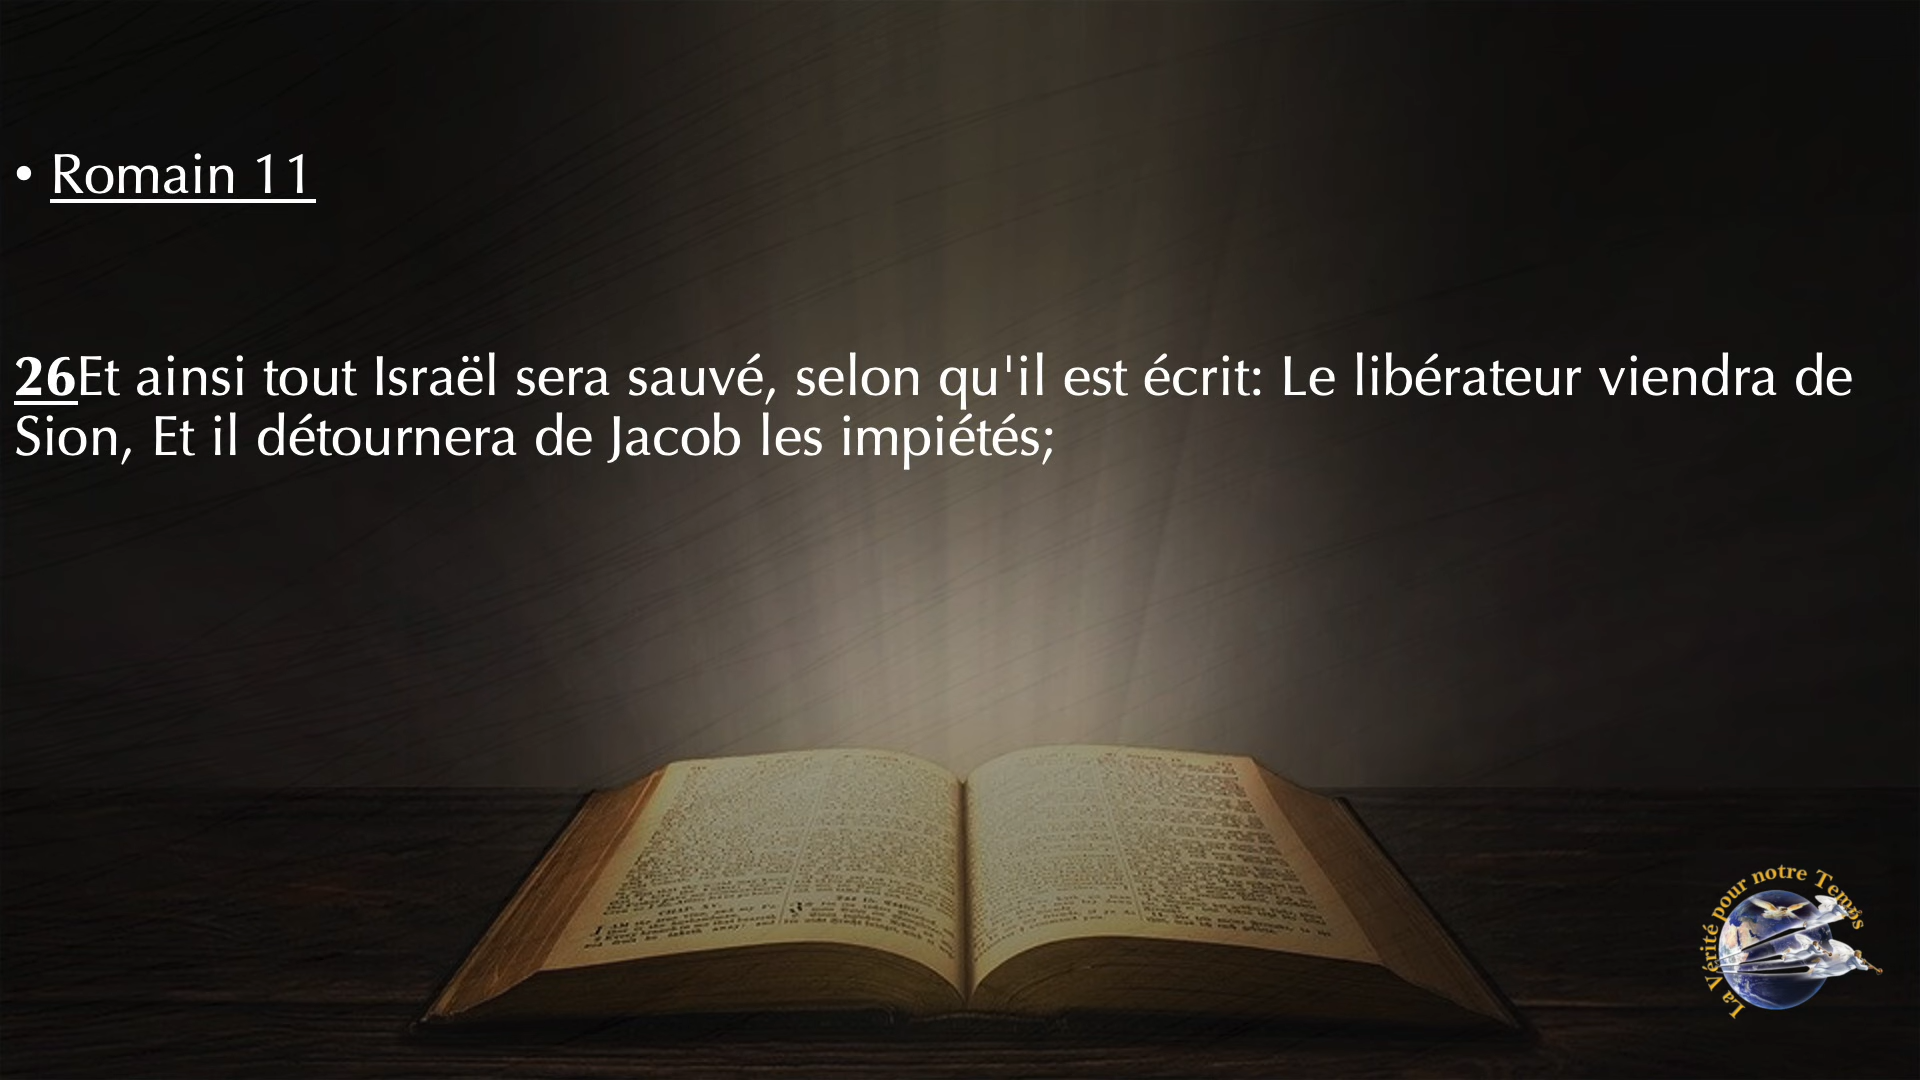 • Romain 11
26Et ainsi tout Israël sera sauvé, selon qu'il est écrit: Le libérateur viendra de
Sion, Et il détournera de Jacob les impiétés;
La Vérité pour notre Temps